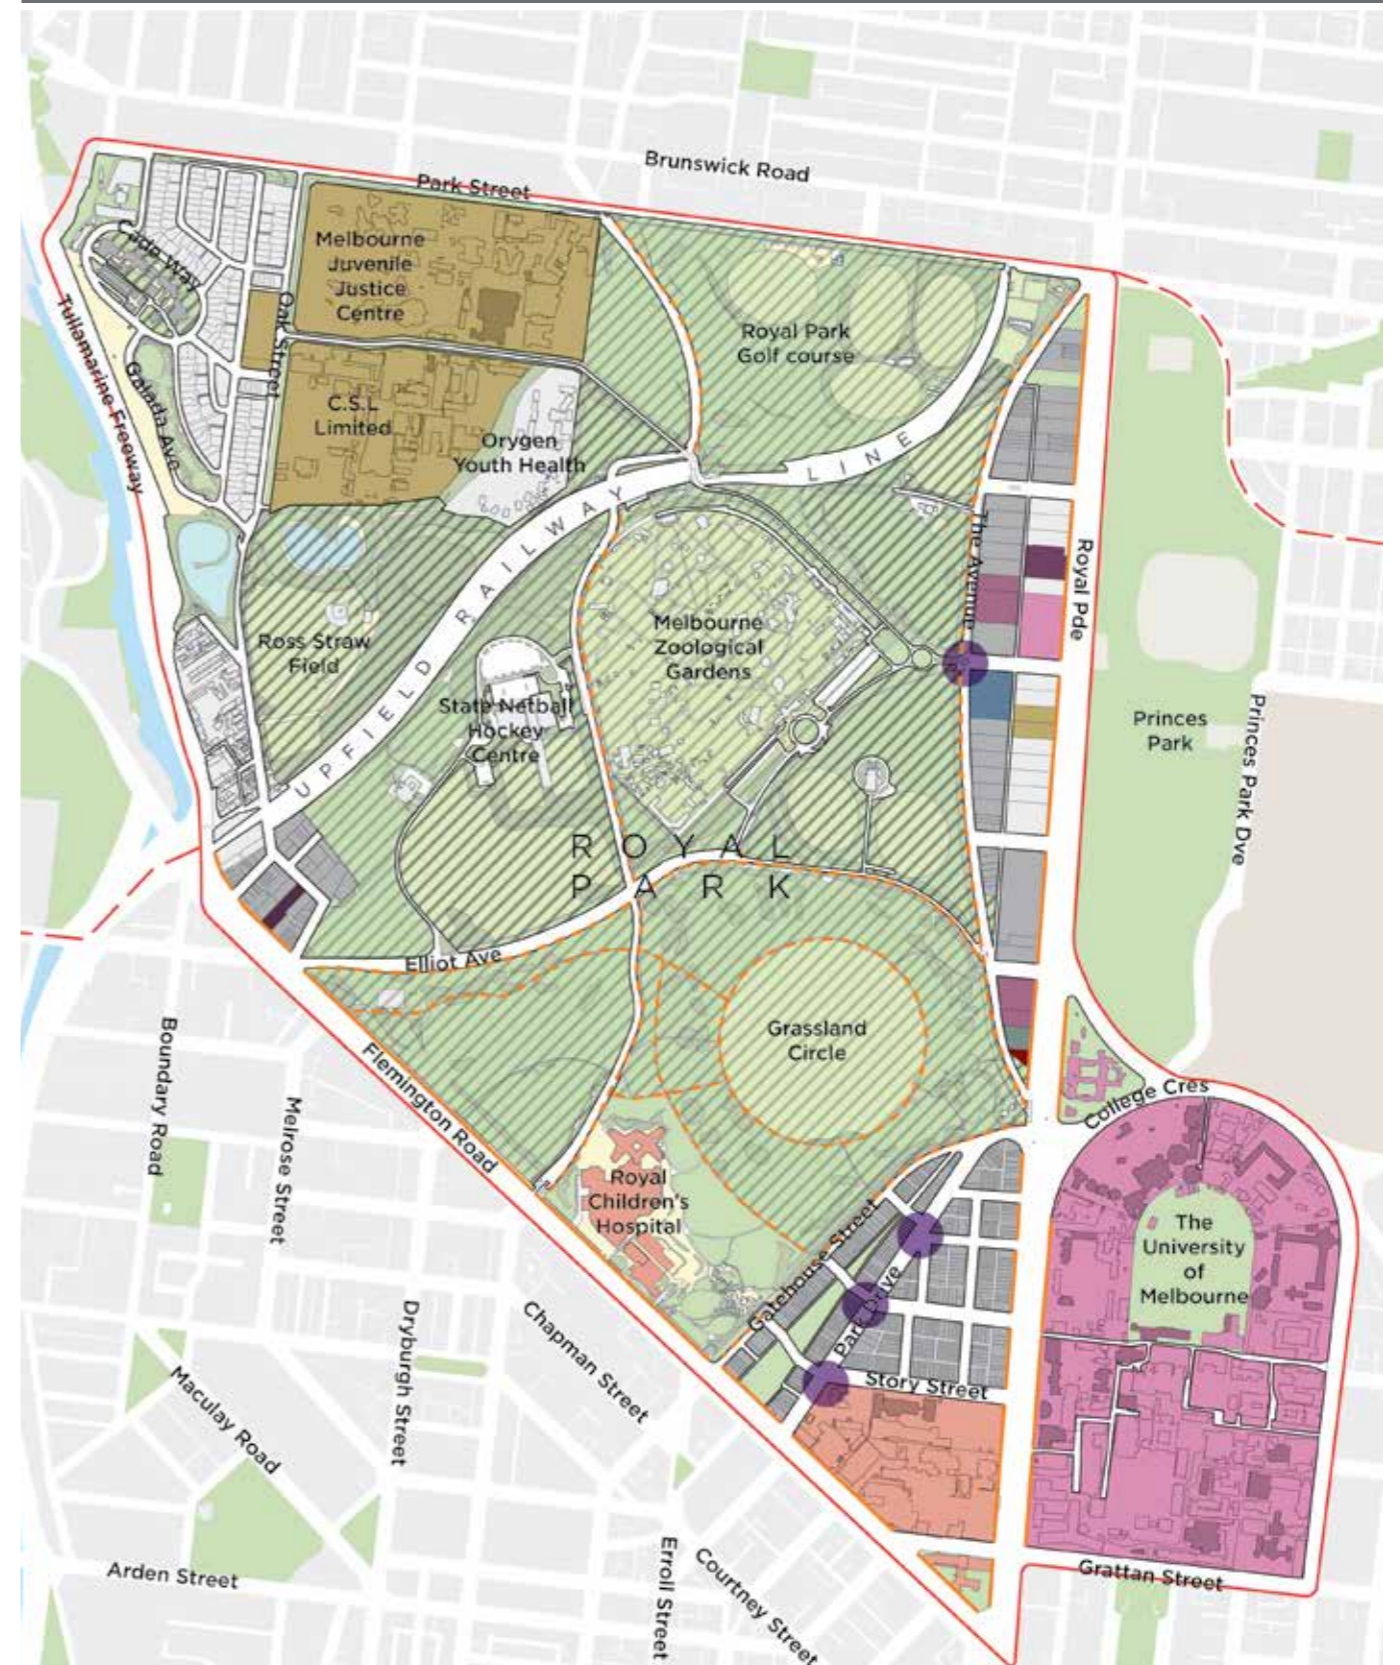 Brunswick Road
Park Street
Melbourne
Juvenile
Justice
Centre
Cade Way
Oak Street
Tullamarine Freeway
Galada Ave
Royal Park
Golf course
C.S.L
Limited
Orygen
Youth Health
UPFIELD RAILWAY LINE
The Avenue
Royal Pde
Ross Straw
Field
Melbourne
Zoological
Gardens
State Netball
Hockey
Centre
Princes
Park
Princes Park Dve
ROYAL
PARK
Elliot Ave
Grassland
Circle
Boundary Road
Flemington Road
Melrose Street
College Cres
Royal
Children's
Hospital
Gatehouse Street
The
University
of
Melbourne
Park Drive
Story Street
Dryburgh Street
Chapman Street
Maculay Road
Arden Street
Erroll Street
Courtney Street
Grattan Street